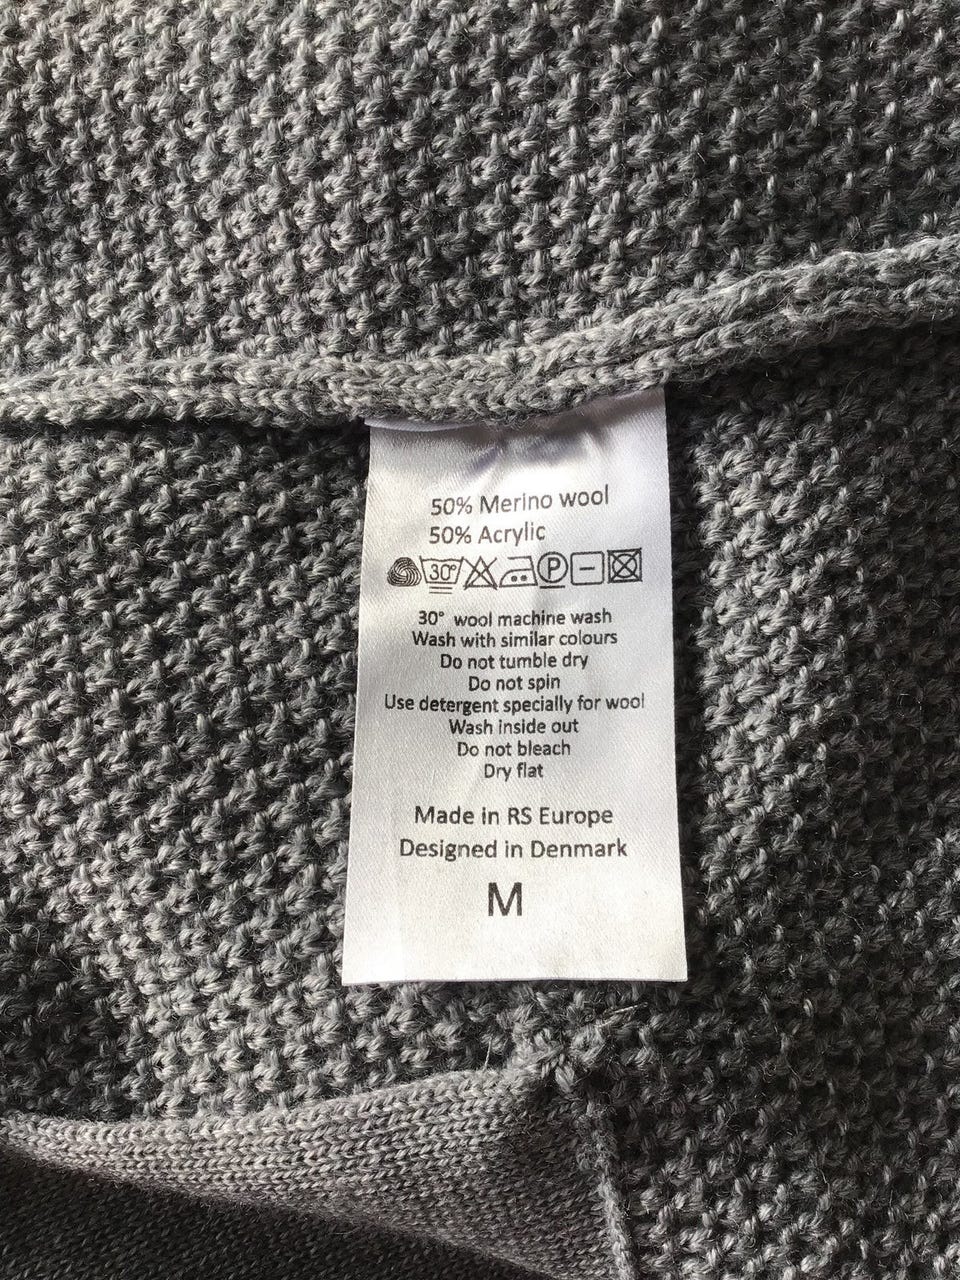 50% Merino wool
50% Acrylic
30° P
30° wool machine wash
Wash with similar colours
Do not tumble dry
Do not spin
Use detergent specially for wool
Wash inside out
Do not bleach
Dry flat
Made in RS Europe
Designed in Denmark
M